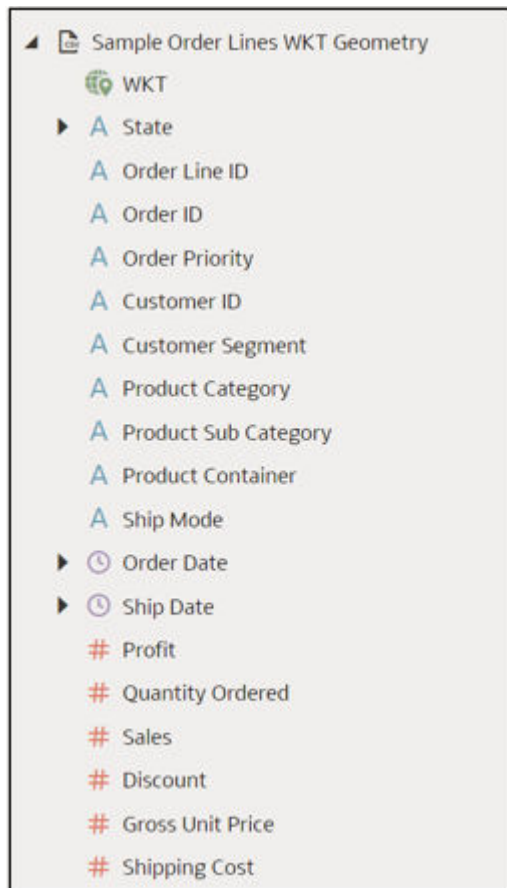 Sample Order Lines WKT Geometry
WKT
A State
A Order Line ID
A Order ID
A Order Priority
A Customer ID
A Customer Segment
A Product Category
A Product Sub Category
A Product Container
A Ship Mode
Order Date
Ship Date
# Profit
# Quantity Ordered
# Sales
# Discount
# Gross Unit Price
# Shipping Cost